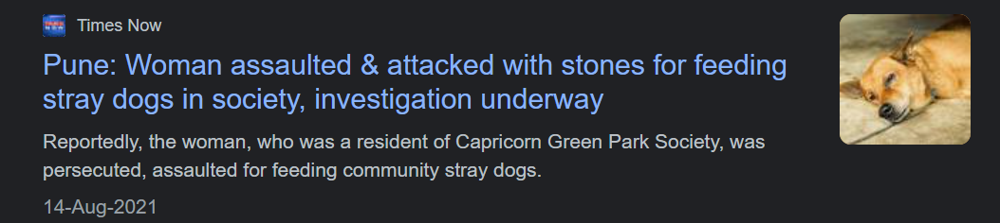 Times Now
Pune: Woman assaulted & attacked with stones for feeding
stray dogs in society, investigation underway
Reportedly, the woman, who was a resident of Capricorn Green Park Society, was
persecuted, assaulted for feeding community stray dogs.
14-Aug-2021